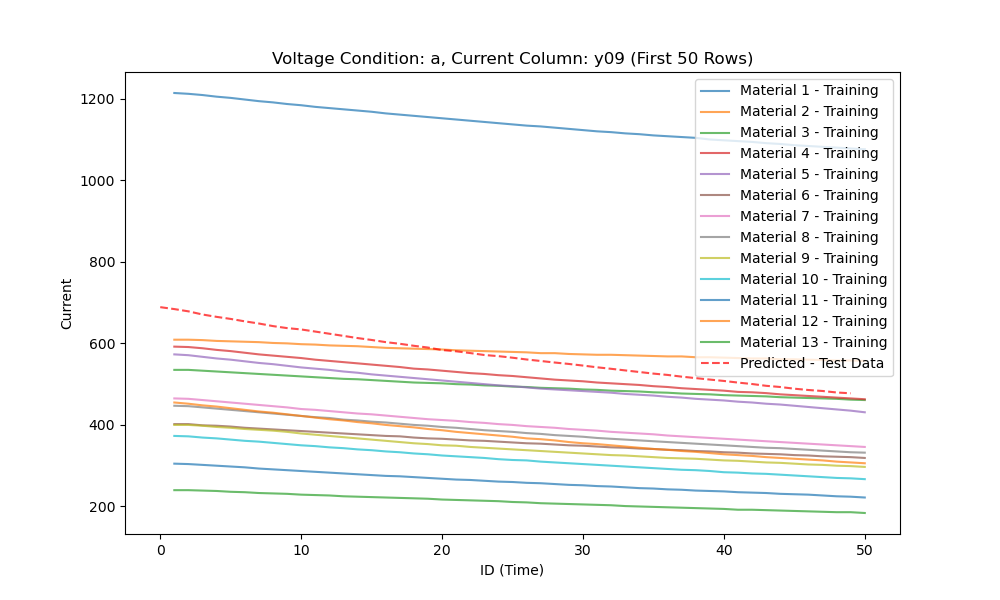 Voltage Condition: a, Current Column: y09 (First 50 Rows)
Current
1200
1000
800
600
400
200
0
10
20
30
40
50
ID (Time)
Material 1 - Training
Material 2 - Training
Material 3 - Training
Material 4 - Training
Material 5 - Training
Material 6 - Training
Material 7 - Training
Material 8 - Training
Material 9 - Training
Material 10 - Training
Material 11 - Training
Material 12 - Training
Material 13 - Training
Predicted - Test Data